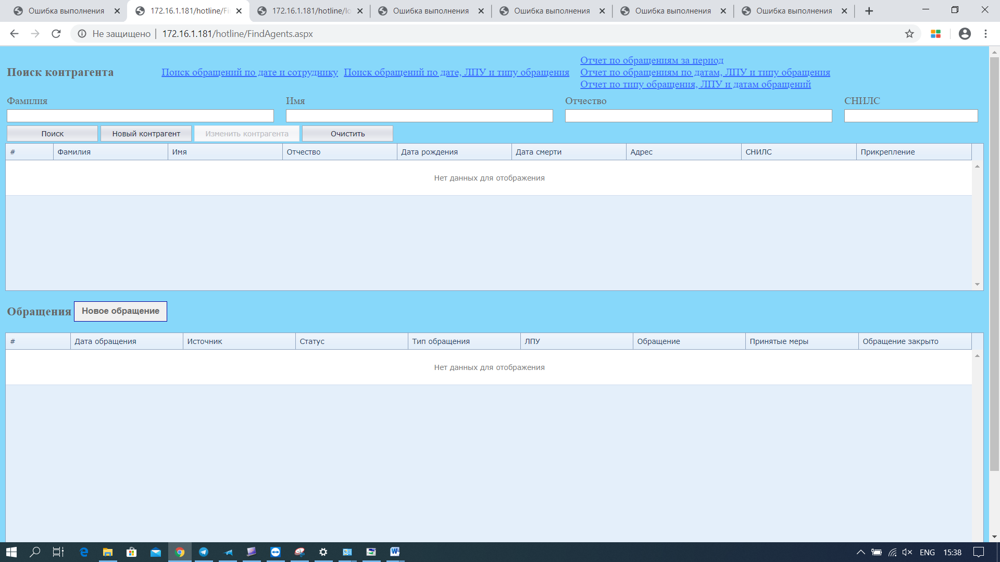 Ошибка выполнения
172.16.1.181/hotline/Fi
172.16.1.181/hotline/lo
Ошибка выполнения
Ошибка выполнения
Ошибка выполнения
Ошибка выполнения
Не защищено
172.16.1.181/hotline/FindAgents.aspx
Отчет по обращениям за период
Поиск контрагента
Поиск обращений по дате и сотруднику
Поиск обращений по дате, ЛПУ и типу обращения
Отчет по обращениям по датам, ЛПУ и типу обращения
Отчет по типу обращения, ЛПУ и датам обращений
Фамилия
Имя
Отчество
СНИЛС
Поиск
Новый контрагент
Изменить контрагента
Очистить
#
Фамилия
Имя
Отчество
Дата рождения
Дата смерти
Адрес
СНИЛС
Прикрепление
Нет данных для отображения
Обращения
Новое обращение
#
Дата обращения
Источник
Статус
Тип обращения
ЛПУ
Обращение
Принятые меры
Обращение закрыто
Нет данных для отображения
ENG
15:38